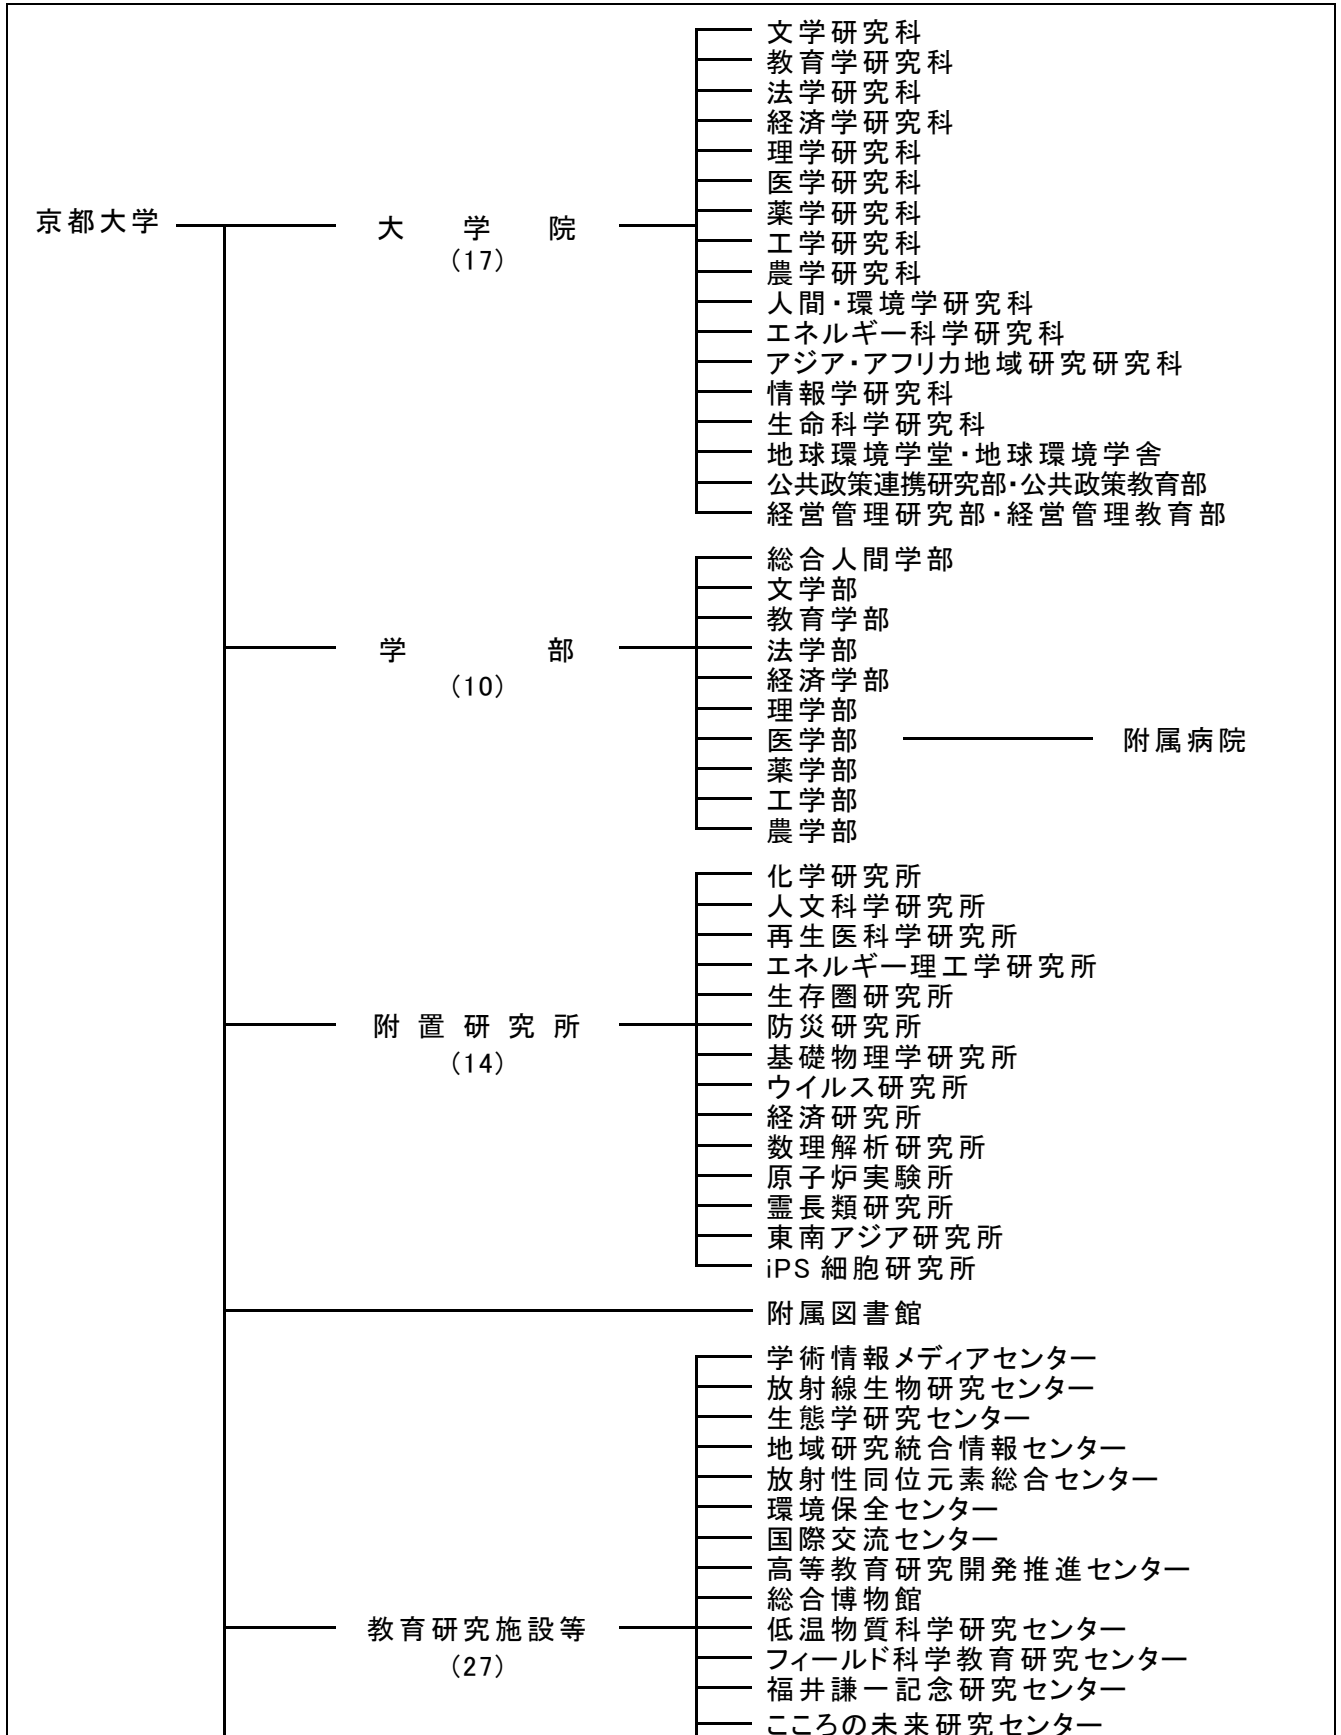 京都大学
大学院
(17)
文学研究科
教育学研究科
法学研究科
経済学研究科
理学研究科
医学研究科
薬学研究科
工学研究科
農学研究科
人間・環境学研究科
エネルギー科学研究科
アジア・アフリカ地域研究研究科
情報学研究科
生命科学研究科
地球環境学堂・地球環境学舎
公共政策連携研究部・公共政策教育部
経営管理研究部・経営管理教育部
学部
(10)
総合人間学部
文学部
教育学部
法学部
経済学部
理学部
医学部
附属病院
薬学部
工学部
農学部
附置研究所
(14)
化学研究所
人文科学研究所
再生医科学研究所
エネルギー理工学研究所
生存圏研究所
防災研究所
基礎物理学研究所
ウイルス研究所
経済研究所
数理解析研究所
原子炉実験所
霊長類研究所
東南アジア研究所
iPS 細胞研究所
附属図書館
教育研究施設等
(27)
学術情報メディアセンター
放射線生物研究センター
生態学研究センター
地域研究統合情報センター
放射性同位元素総合センター
環境保全センター
国際交流センター
高等教育研究開発推進センター
総合博物館
低温物質科学研究センター
フィールド科学教育研究センター
福井謙一記念研究センター
こころの未来研究センター